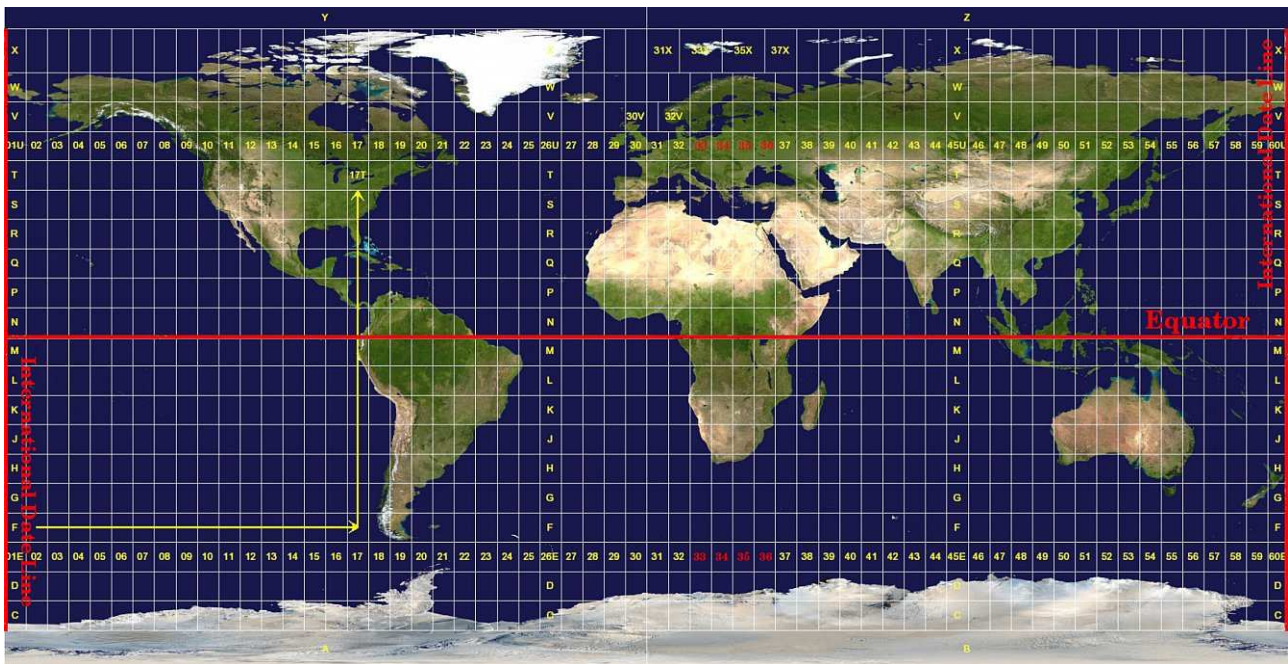 Y Z
X X 31X 33X 35X 37X X X
W W W W
V V 30V 32V V V
01U 02 03 04 05 06 07 08 09 10 11 12 13 14 15 16 17 18 19 20 21 22 23 24 25 26U 27 28 29 30 31 32 33 34 35 36 37 38 39 40 41 42 43 44 45U 46 47 48 49 50 51 52 53 54 55 56 57 58 59 60U
T 17T T T T
S S S S
R R R R
Q Q Q Q
P P P P
N N N N
International Date Line
Equator
M M M M
L L L L
K K K K
J J J J
H H H H
G G G G
F F F F
International Date Line
01E 02 03 04 05 06 07 08 09 10 11 12 13 14 15 16 17 18 19 20 21 22 23 24 25 26E 27 28 29 30 31 32 33 34 35 36 37 38 39 40 41 42 43 44 45E 46 47 48 49 50 51 52 53 54 55 56 57 58 59 60E
D D D D
C C C C
A B